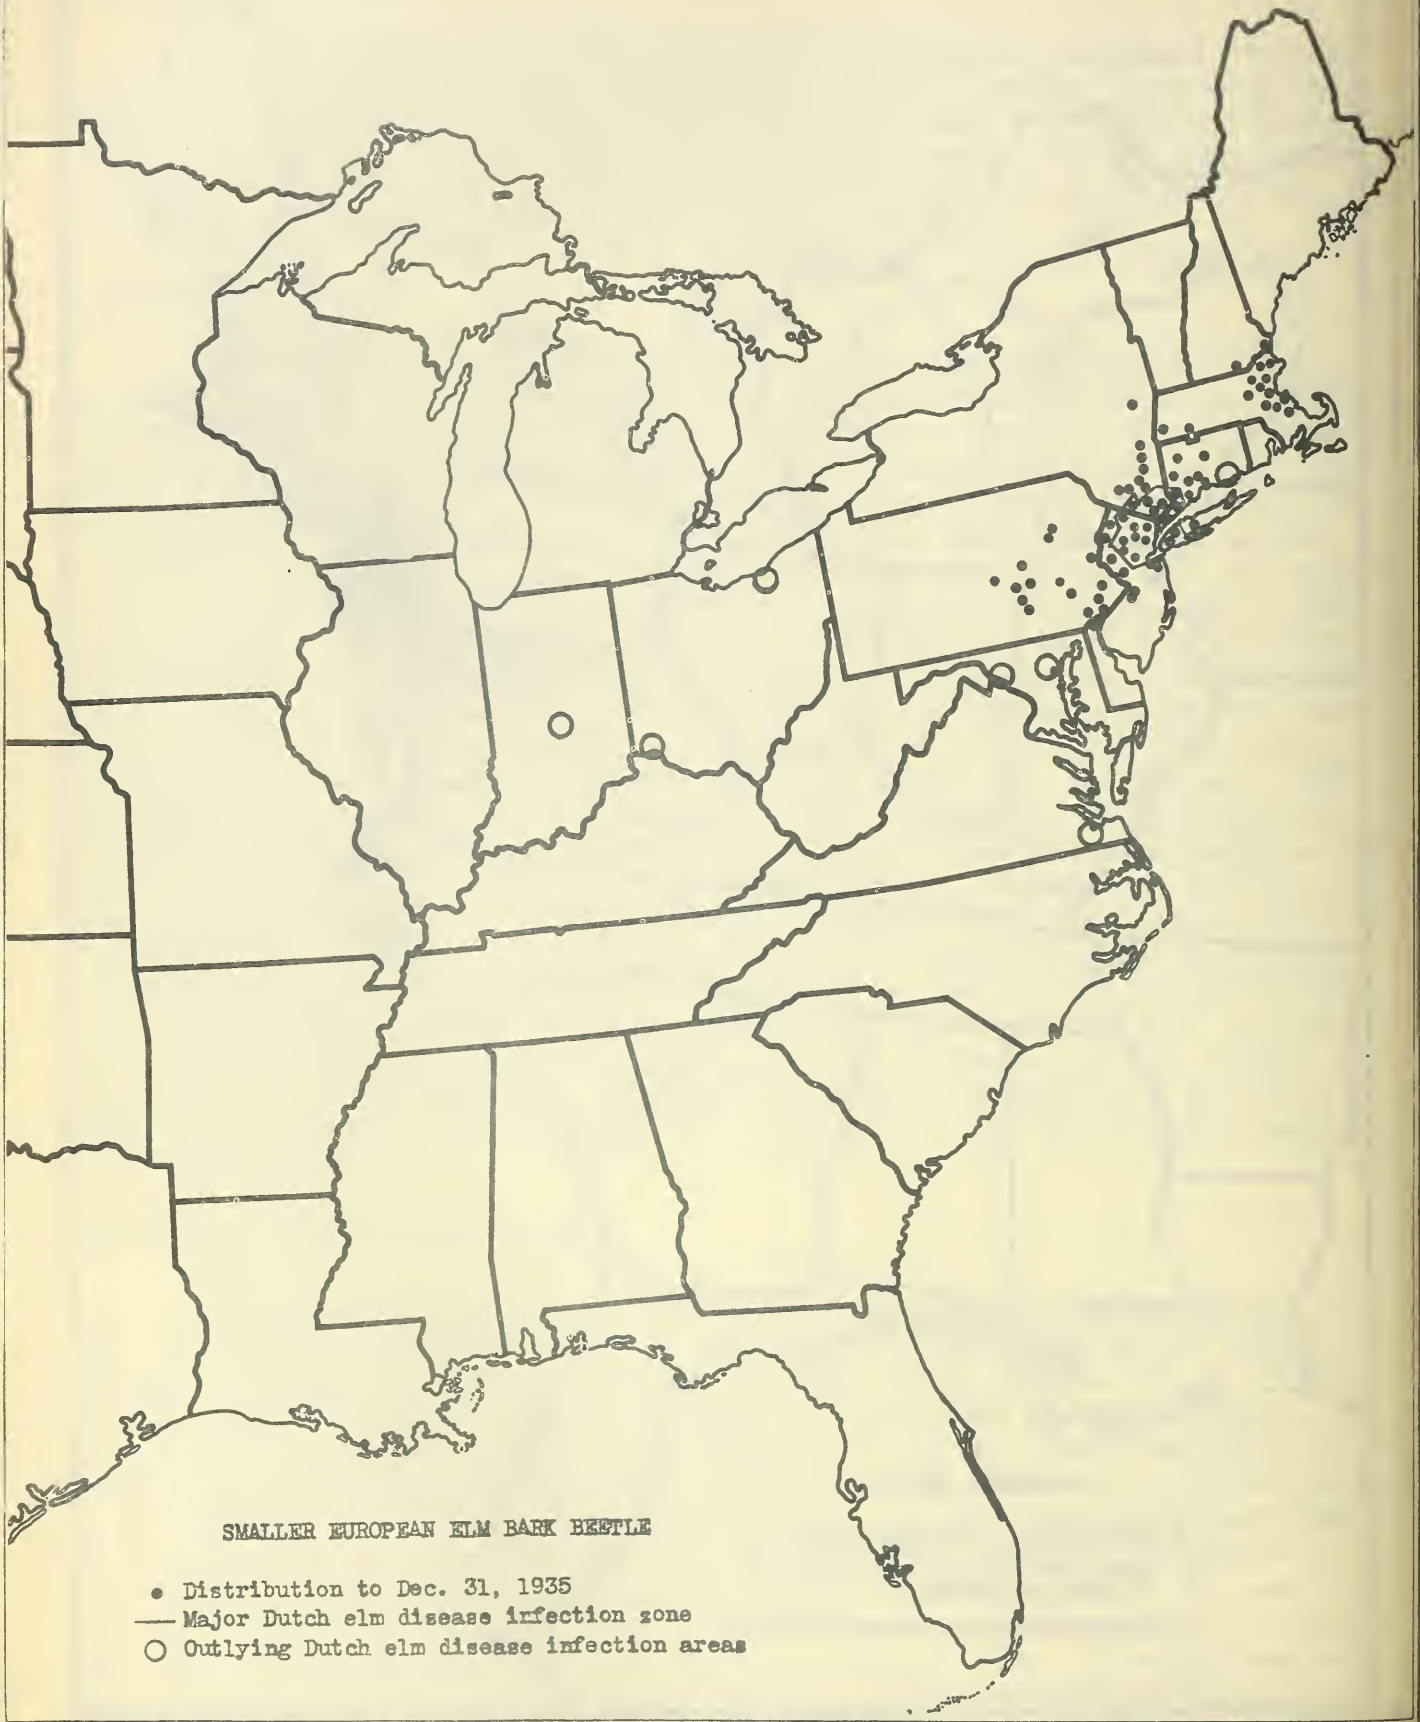 SMALLER EUROPEAN ELM BARK BEETLE
Distribution to Dec. 31, 1935
Major Dutch elm disease infection zone
Outlying Dutch elm disease infection areas